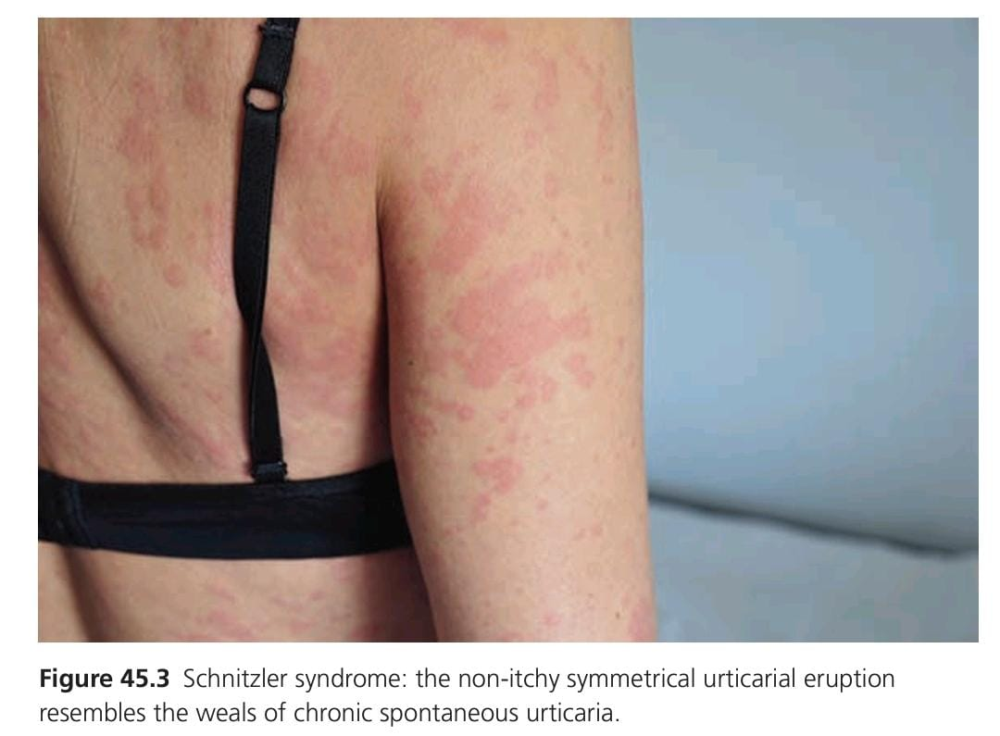 Figure 45.3 Schnitzler syndrome: the non-itchy symmetrical urticarial eruption
resembles the weals of chronic spontaneous urticaria.